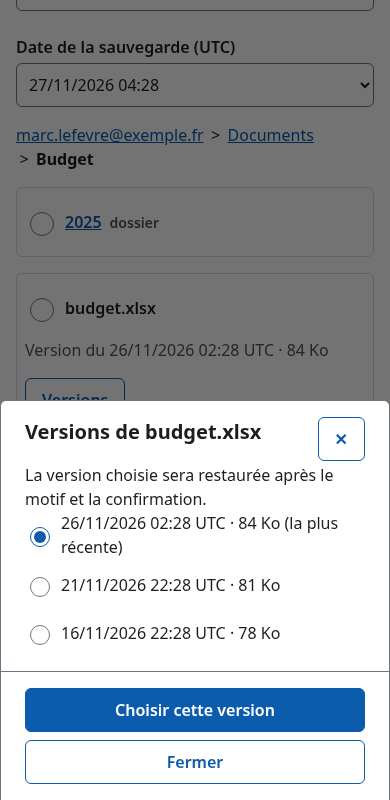 Date de la sauvegarde (UTC)
27/11/2026 04:28
marc.lefevre@exemple.fr > Documents
> Budget
2025 dossier
budget.xlsx
Version du 26/11/2026 02:28 UTC · 84 Ko
Versions
Versions de budget.xlsx
×
La version choisie sera restaurée après le
motif et la confirmation.
26/11/2026 02:28 UTC · 84 Ko (la plus
récente)
21/11/2026 22:28 UTC · 81 Ko
16/11/2026 22:28 UTC · 78 Ko
Choisir cette version
Fermer